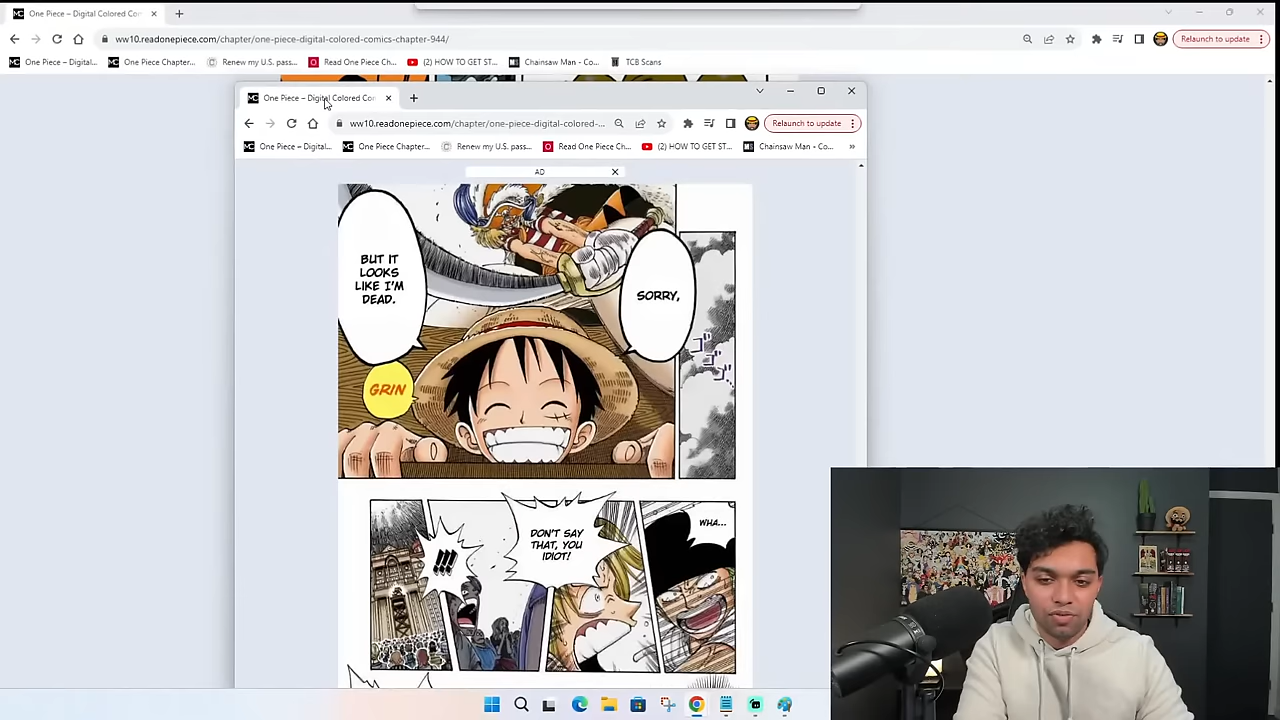 One Piece – Digital Colored Co
ww10.readonepiece.com/chapter/one-piece-digital-colored-comics-chapter-944/
Relaunch to update
One Piece – Digital...
One Piece Chapter...
Renew my U.S. pass...
Read One Piece Ch...
(2) HOW TO GET ST...
Chainsaw Man - Co...
TCB Scans
One Piece – Digital Colored Co
ww10.readonepiece.com/chapter/one-piece-digital-colored-...
Relaunch to update
One Piece – Digital...
One Piece Chapter...
Renew my U.S. pass...
Read One Piece Ch...
(2) HOW TO GET ST...
Chainsaw Man - Co...
AD
SORRY,
BUT IT
LOOKS
LIKE I'M
DEAD.
GRIN
ゴゴゴ
WHA...
DON'T SAY
THAT, YOU
IDIOT!
!!!